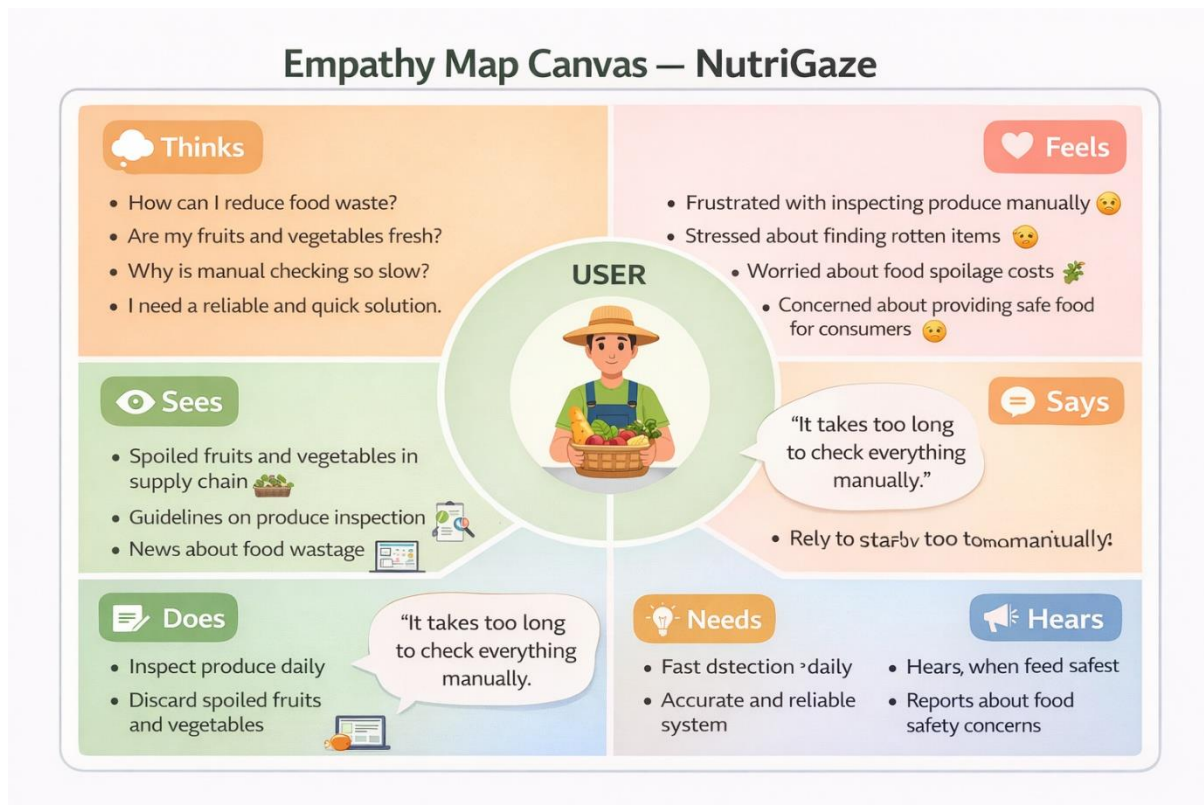 Empathy Map Canvas — NutriGaze
Thinks
• How can I reduce food waste?
• Are my fruits and vegetables fresh?
• Why is manual checking so slow?
• I need a reliable and quick solution.
Feels
• Frustrated with inspecting produce manually
• Stressed about finding rotten items
• Worried about food spoilage costs
• Concerned about providing safe food
for consumers
USER
Sees
• Spoiled fruits and vegetables in
supply chain
• Guidelines on produce inspection
• News about food wastage
Says
“It takes too long
to check everything
manually.”
• Rely to too
Does
• Inspect produce daily
• Discard spoiled fruits
and vegetables
“It takes too long
to check everything
manually.
Needs
• Fast dstection daily
• Accurate and reliable
system
Hears
• Hears, when feed safest
• Reports about food
safety concerns